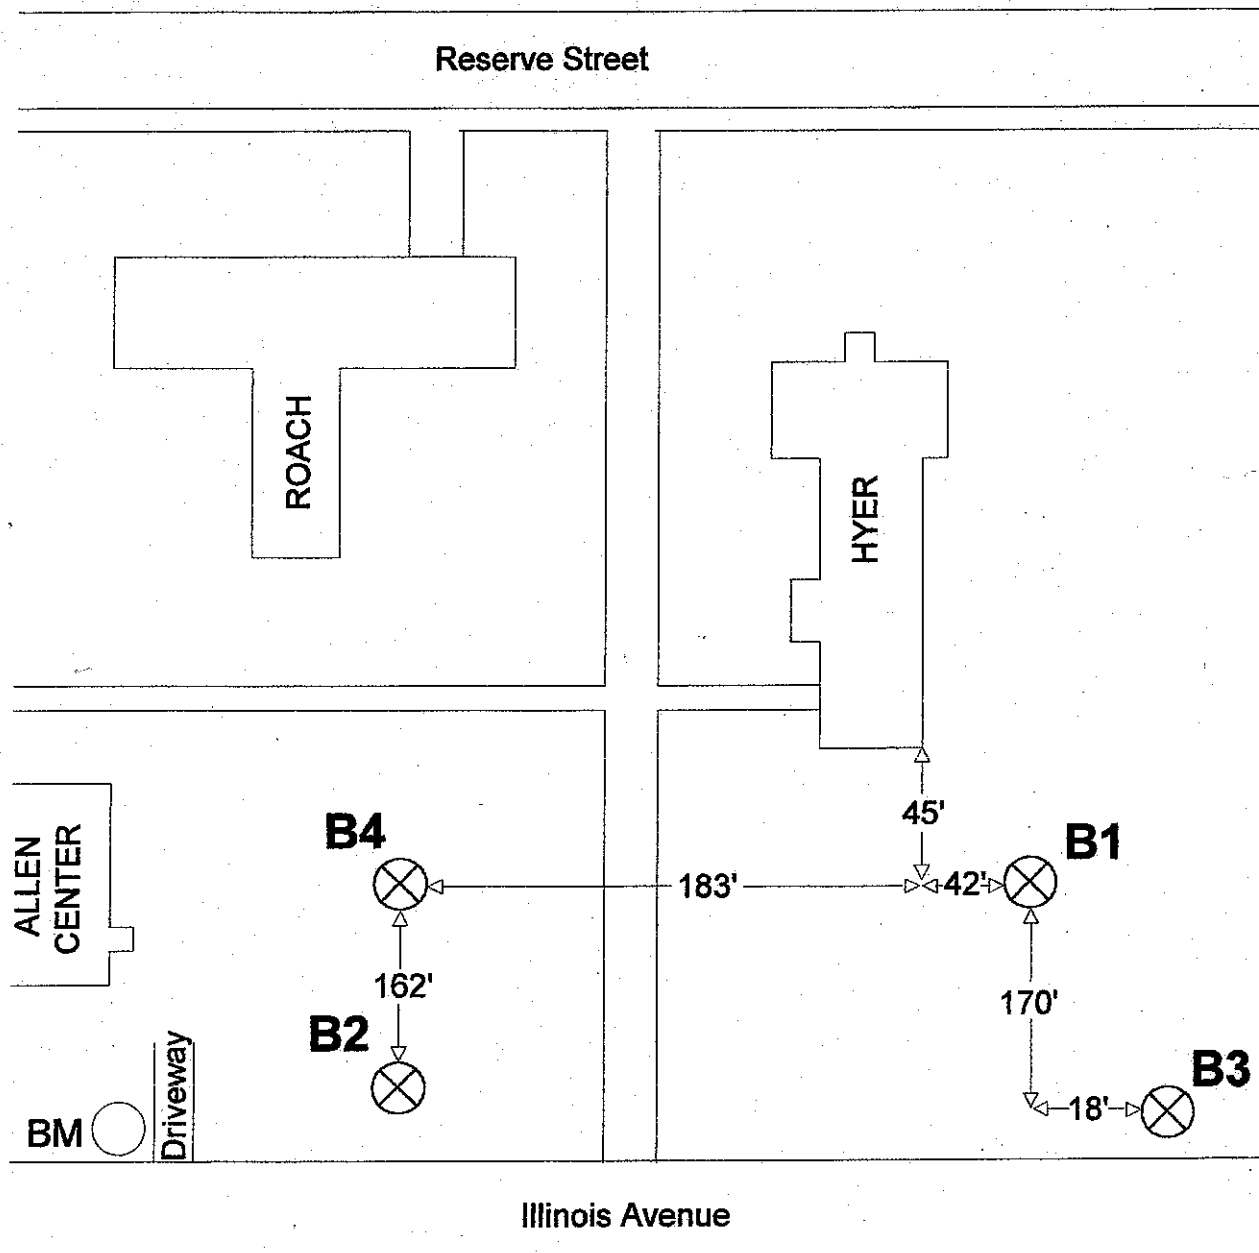 Reserve Street
ROACH
HYER
ALLEN
CENTER
B4
45'
B1
183'
42'
162'
170'
B2
B3
BM
Driveway
18'
Illinois Avenue